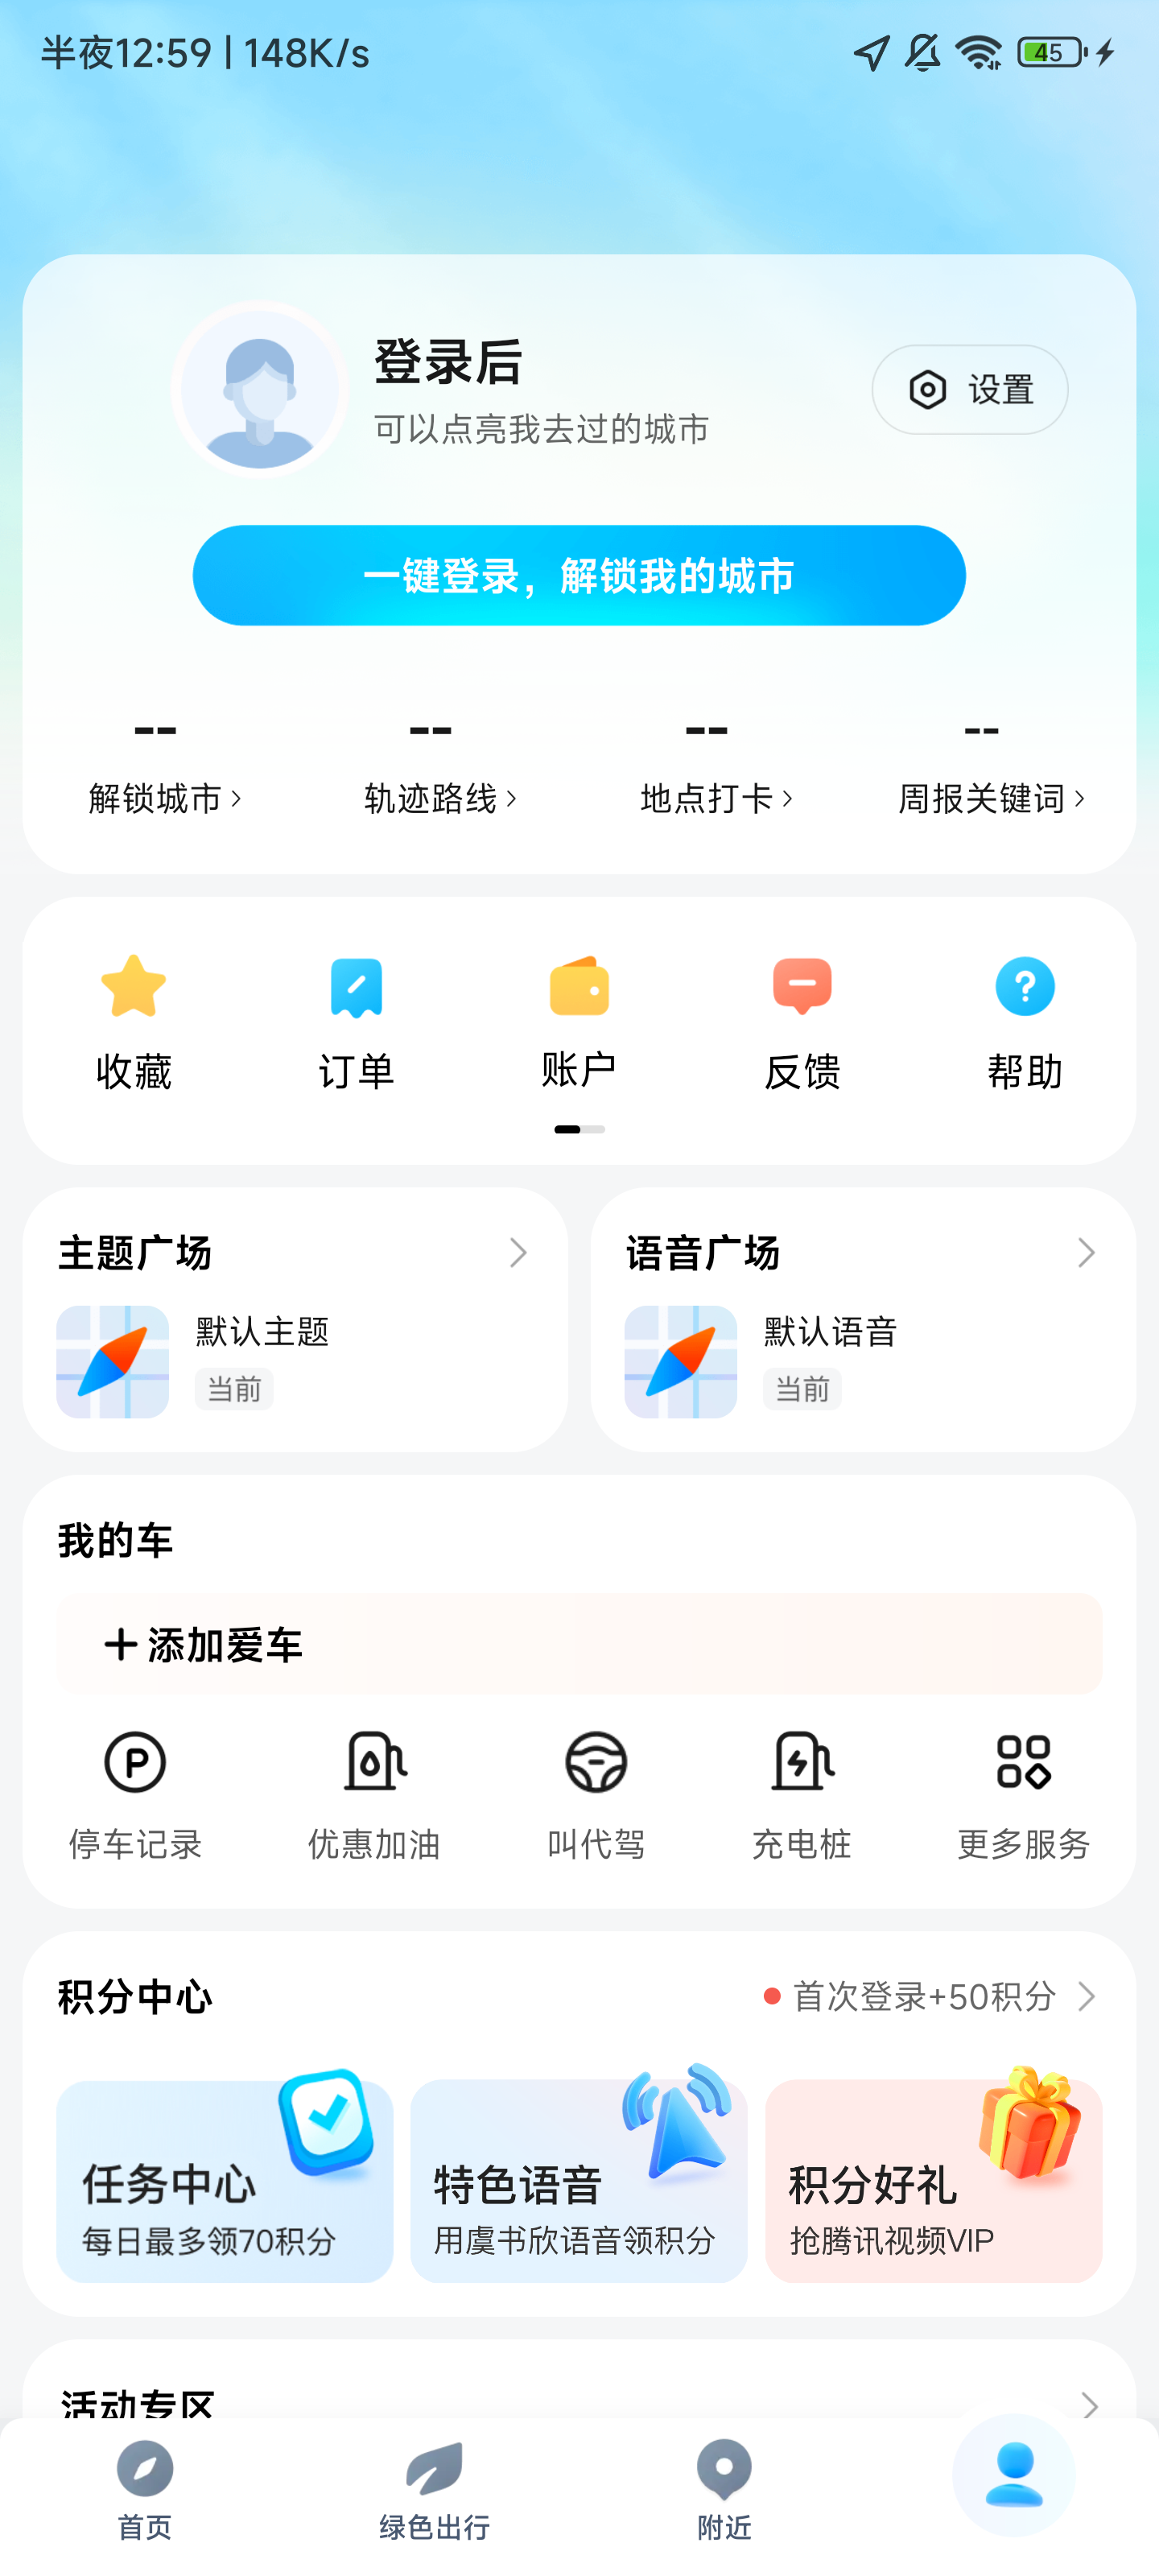 半夜12:59 | 148K/s
45
登录后
可以点亮我去过的城市
设置
一键登录，解锁我的城市
-- -- -- --
解锁城市 轨迹路线 地点打卡 周报关键词
收藏 订单 账户 反馈 帮助
主题广场
默认主题
当前
语音广场
默认语音
当前
我的车
+添加爱车
P
停车记录 优惠加油 叫代驾 充电桩 更多服务
积分中心
首次登录+50积分
任务中心
每日最多领70积分
特色语音
用虞书欣语音领积分
积分好礼
抢腾讯视频VIP
活动专区
首页 绿色出行 附近